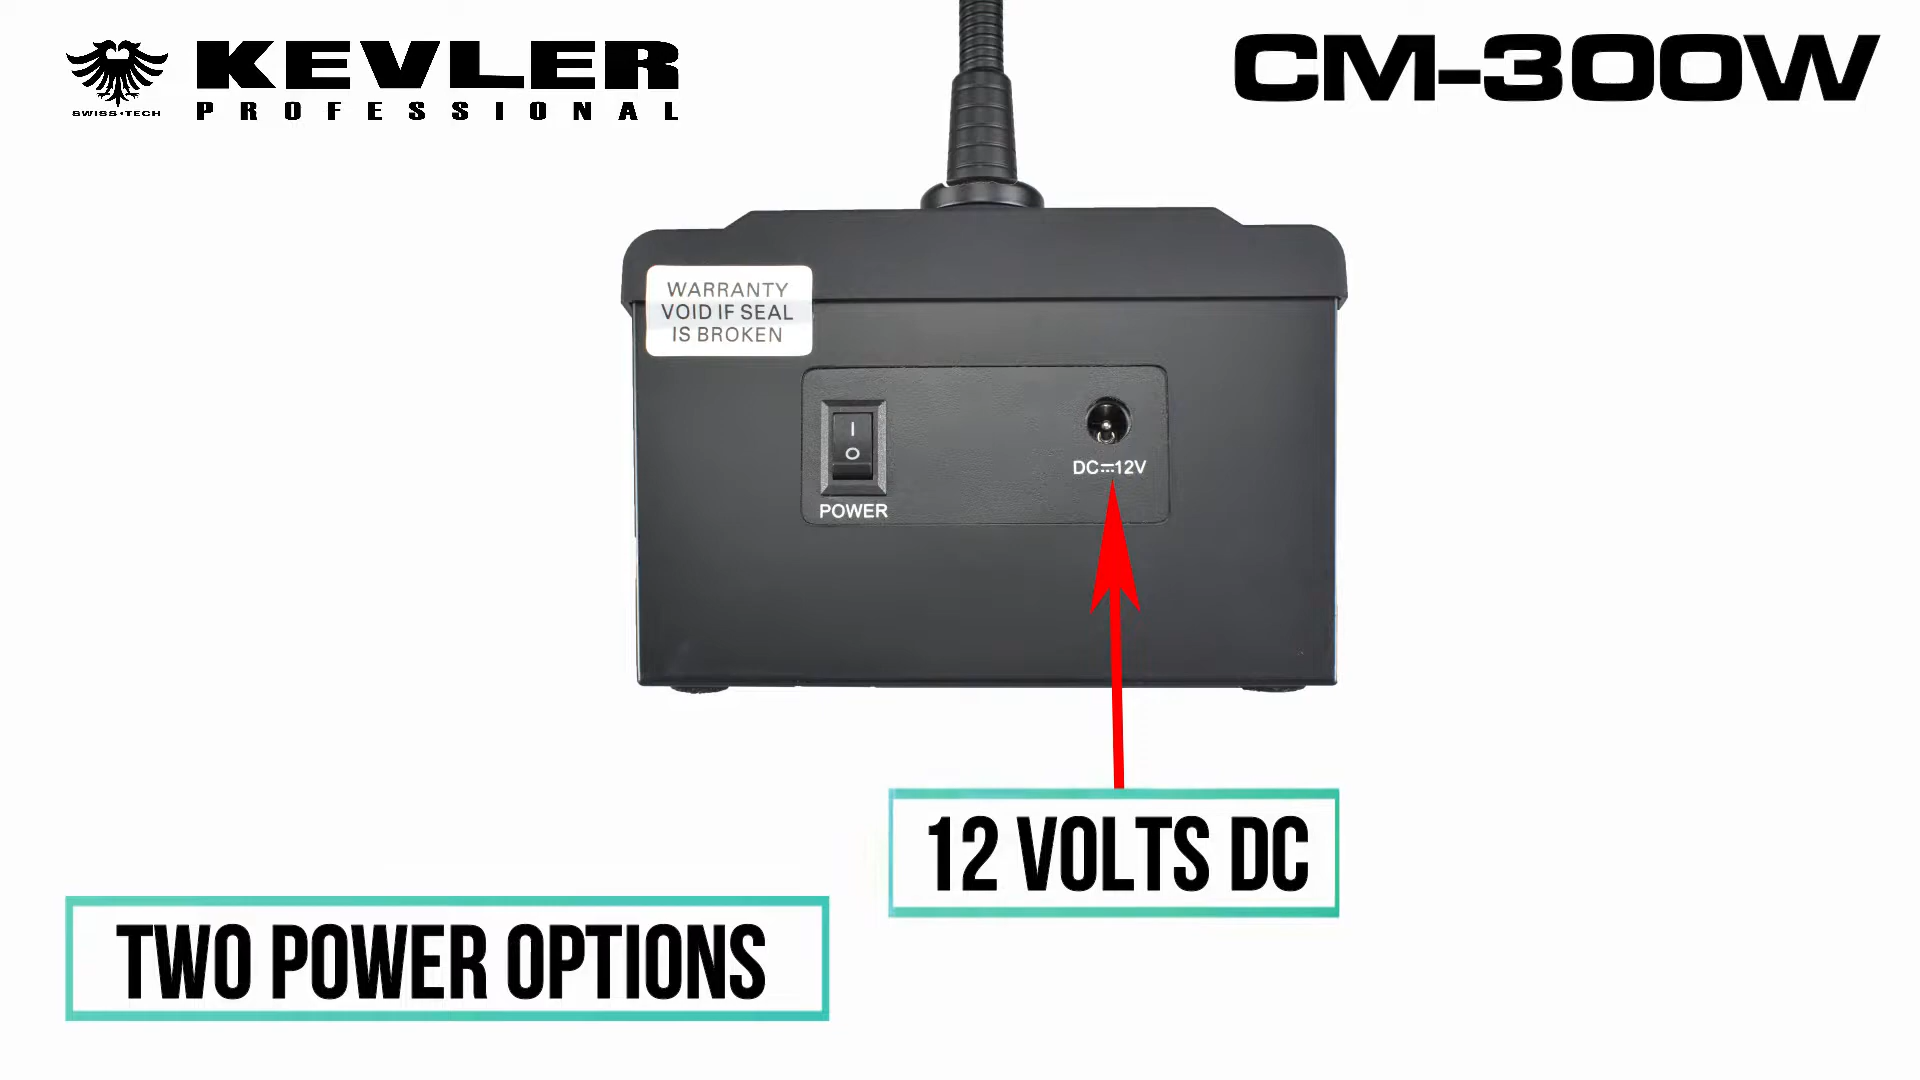 KEVLER
PROFESSIONAL
SWISS•TECH
CM-300W
WARRANTY
VOID IF SEAL
IS BROKEN
I
O
POWER
DC⎓12V
12 VOLTS DC
TWO POWER OPTIONS